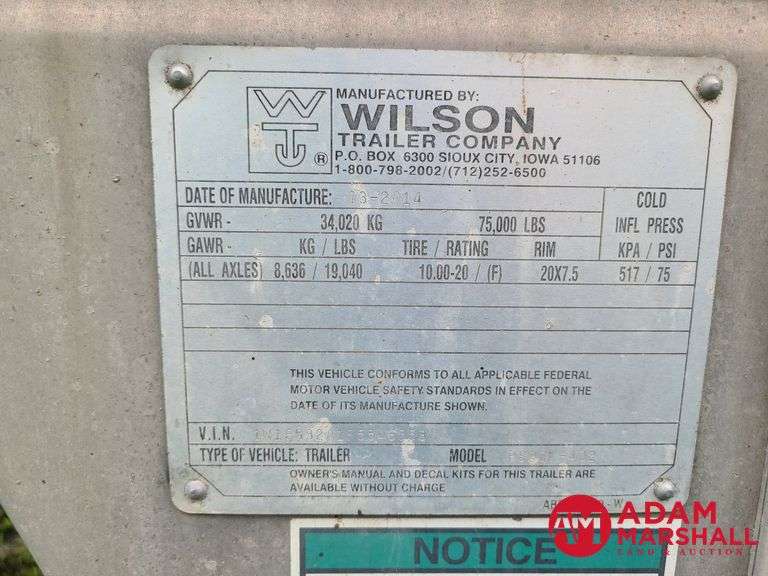 WT
®
MANUFACTURED BY:
WILSON
TRAILER COMPANY
P.O. BOX 6300 SIOUX CITY, IOWA 51106
1-800-798-2002/(712)252-6500
DATE OF MANUFACTURE:
COLD
GVWR - 34,020 KG 75,000 LBS INFL PRESS
GAWR - KG / LBS TIRE / RATING RIM KPA / PSI
(ALL AXLES) 8,636 / 19,040 10.00-20 / (F) 20X7.5 517 / 75
THIS VEHICLE CONFORMS TO ALL APPLICABLE FEDERAL
MOTOR VEHICLE SAFETY STANDARDS IN EFFECT ON THE
DATE OF ITS MANUFACTURE SHOWN.
V.I.N.
TYPE OF VEHICLE: TRAILER MODEL
OWNER'S MANUAL AND DECAL KITS FOR THIS TRAILER ARE
AVAILABLE WITHOUT CHARGE
AM ADAM
MARSHALL
LAND & AUCTION
NOTICE